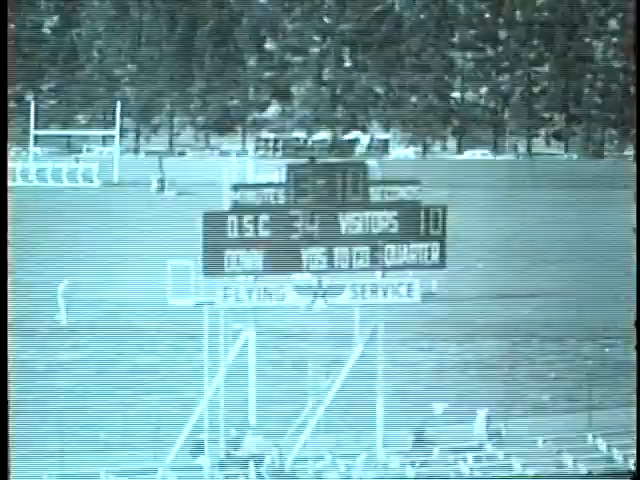 MINUTES 10 SECONDS
D.S.C 34 VISITORS 10
DOWN YDS. TO GO QUARTER
FLYING SERVICE